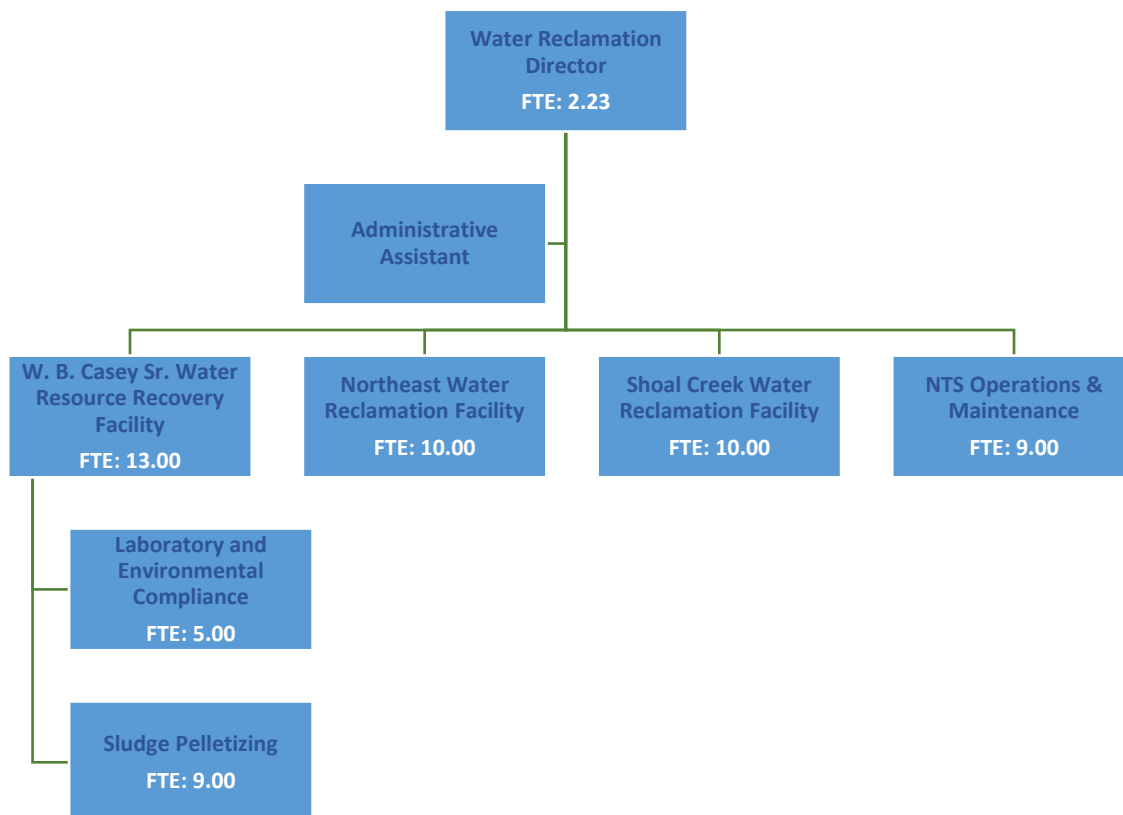 Water Reclamation
Director
FTE: 2.23
Administrative
Assistant
W. B. Casey Sr. Water
Resource Recovery
Facility
FTE: 13.00
Northeast Water
Reclamation Facility
FTE: 10.00
Shoal Creek Water
Reclamation Facility
FTE: 10.00
NTS Operations &
Maintenance
FTE: 9.00
Laboratory and
Environmental
Compliance
FTE: 5.00
Sludge Pelletizing
FTE: 9.00